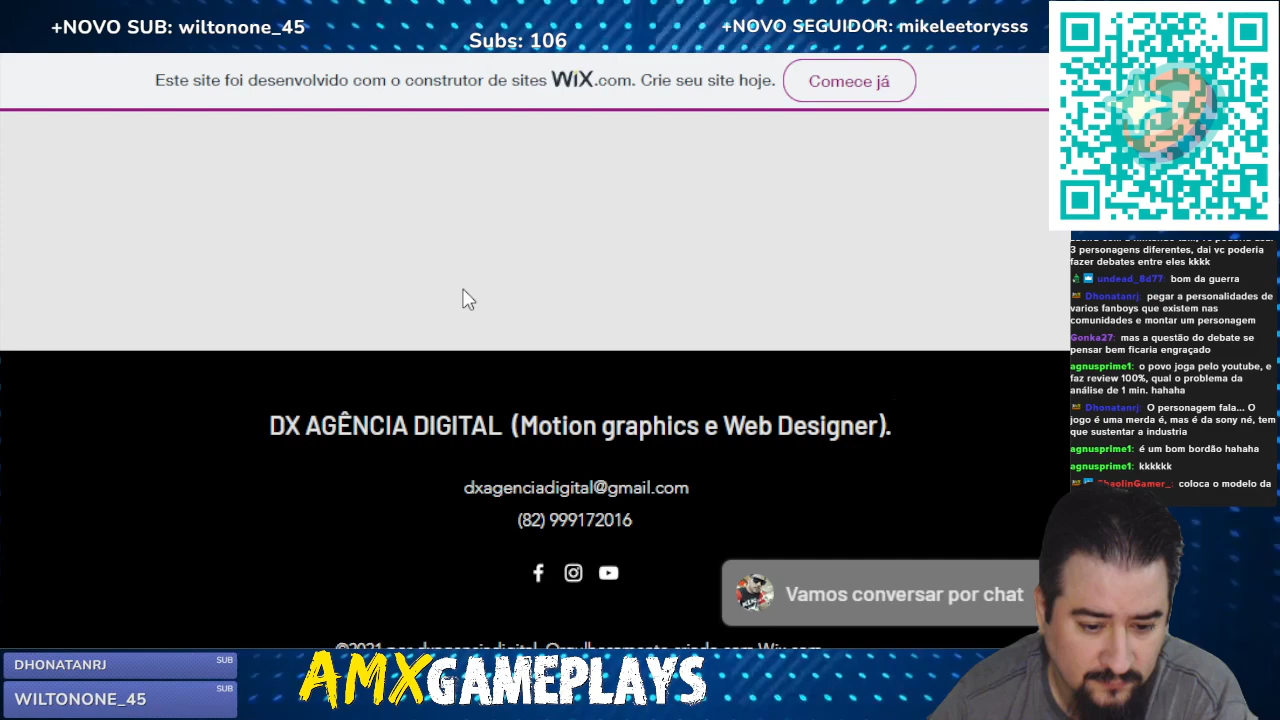 +NOVO SUB: wiltonone_45
Subs: 106
+NOVO SEGUIDOR: mikeleetorysss
Este site foi desenvolvido com o construtor de sites WiX.com. Crie seu site hoje.
Comece já
3 personagens diferentes, dai vc poderia
fazer debates entre eles kkkk
undead_8d77: bom da guerra
Dhonatanrj: pegar a personalidades de
varios fanboys que existem nas
comunidades e montar um personagem
Gonka27: mas a questão do debate se
pensar bem ficaria engraçado
agnusprime1: o povo joga pelo youtube, e
faz review 100%, qual o problema da
análise de 1 min. hahaha
Dhonatanrj: O personagem fala... O
jogo é uma merda é, mas é da sony né, tem
que sustentar a industria
agnusprime1: é um bom bordão hahaha
agnusprime1: kkkkkk
ShaolinGamer_: coloca o modelo da
DX AGÊNCIA DIGITAL (Motion graphics e Web Designer).
dxagenciadigital@gmail.com
(82) 999172016
Vamos conversar por chat
DHONATANRJ
SUB
WILTONONE_45
SUB
AMXGAMEPLAYS